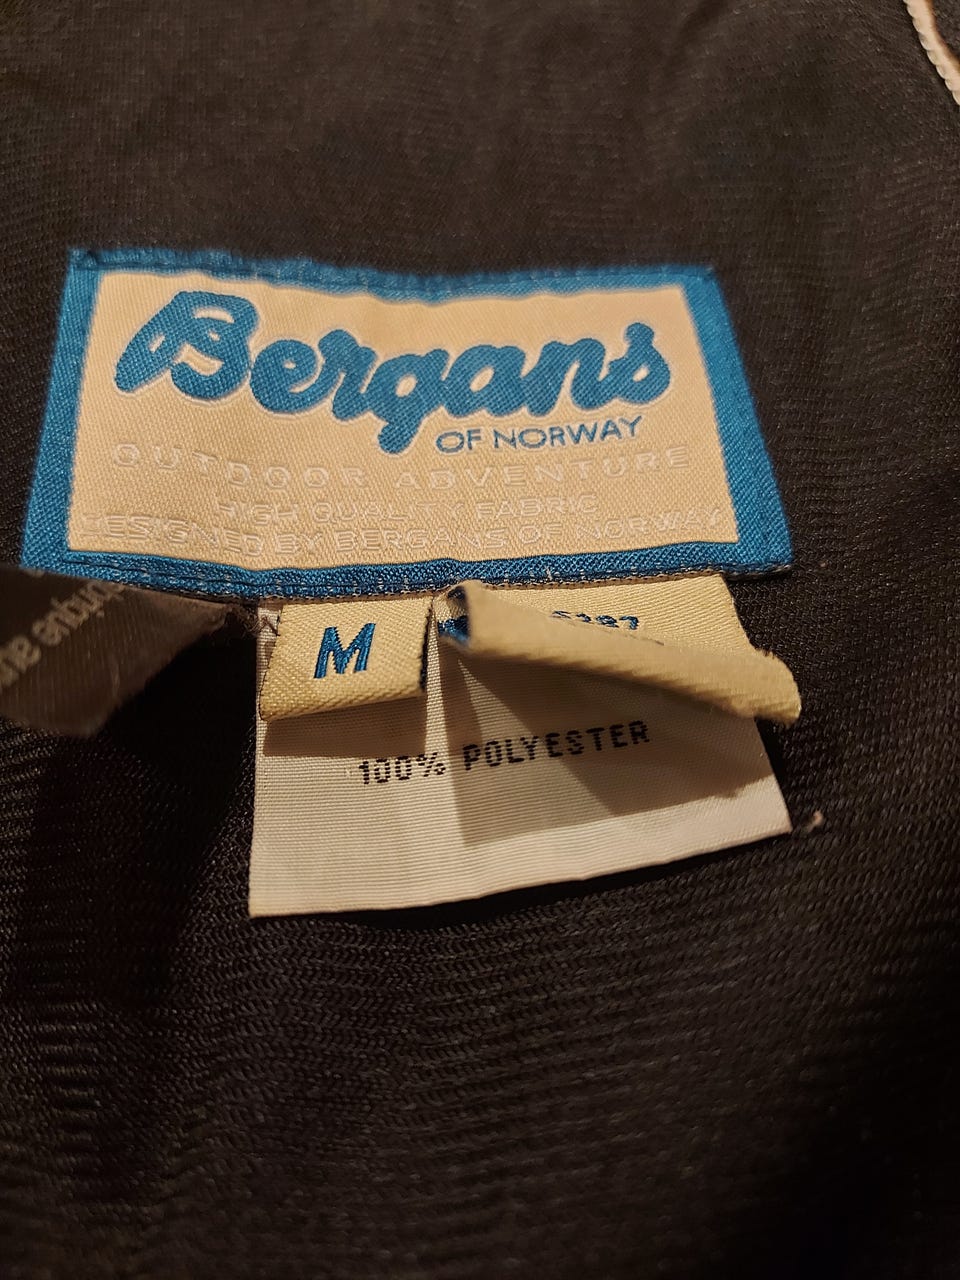 Bergans
OF NORWAY
OUTDOOR ADVENTURE
HIGH QUALITY FABRIC
DESIGNED BY BERGANS OF NORWAY
M
100% POLYESTER